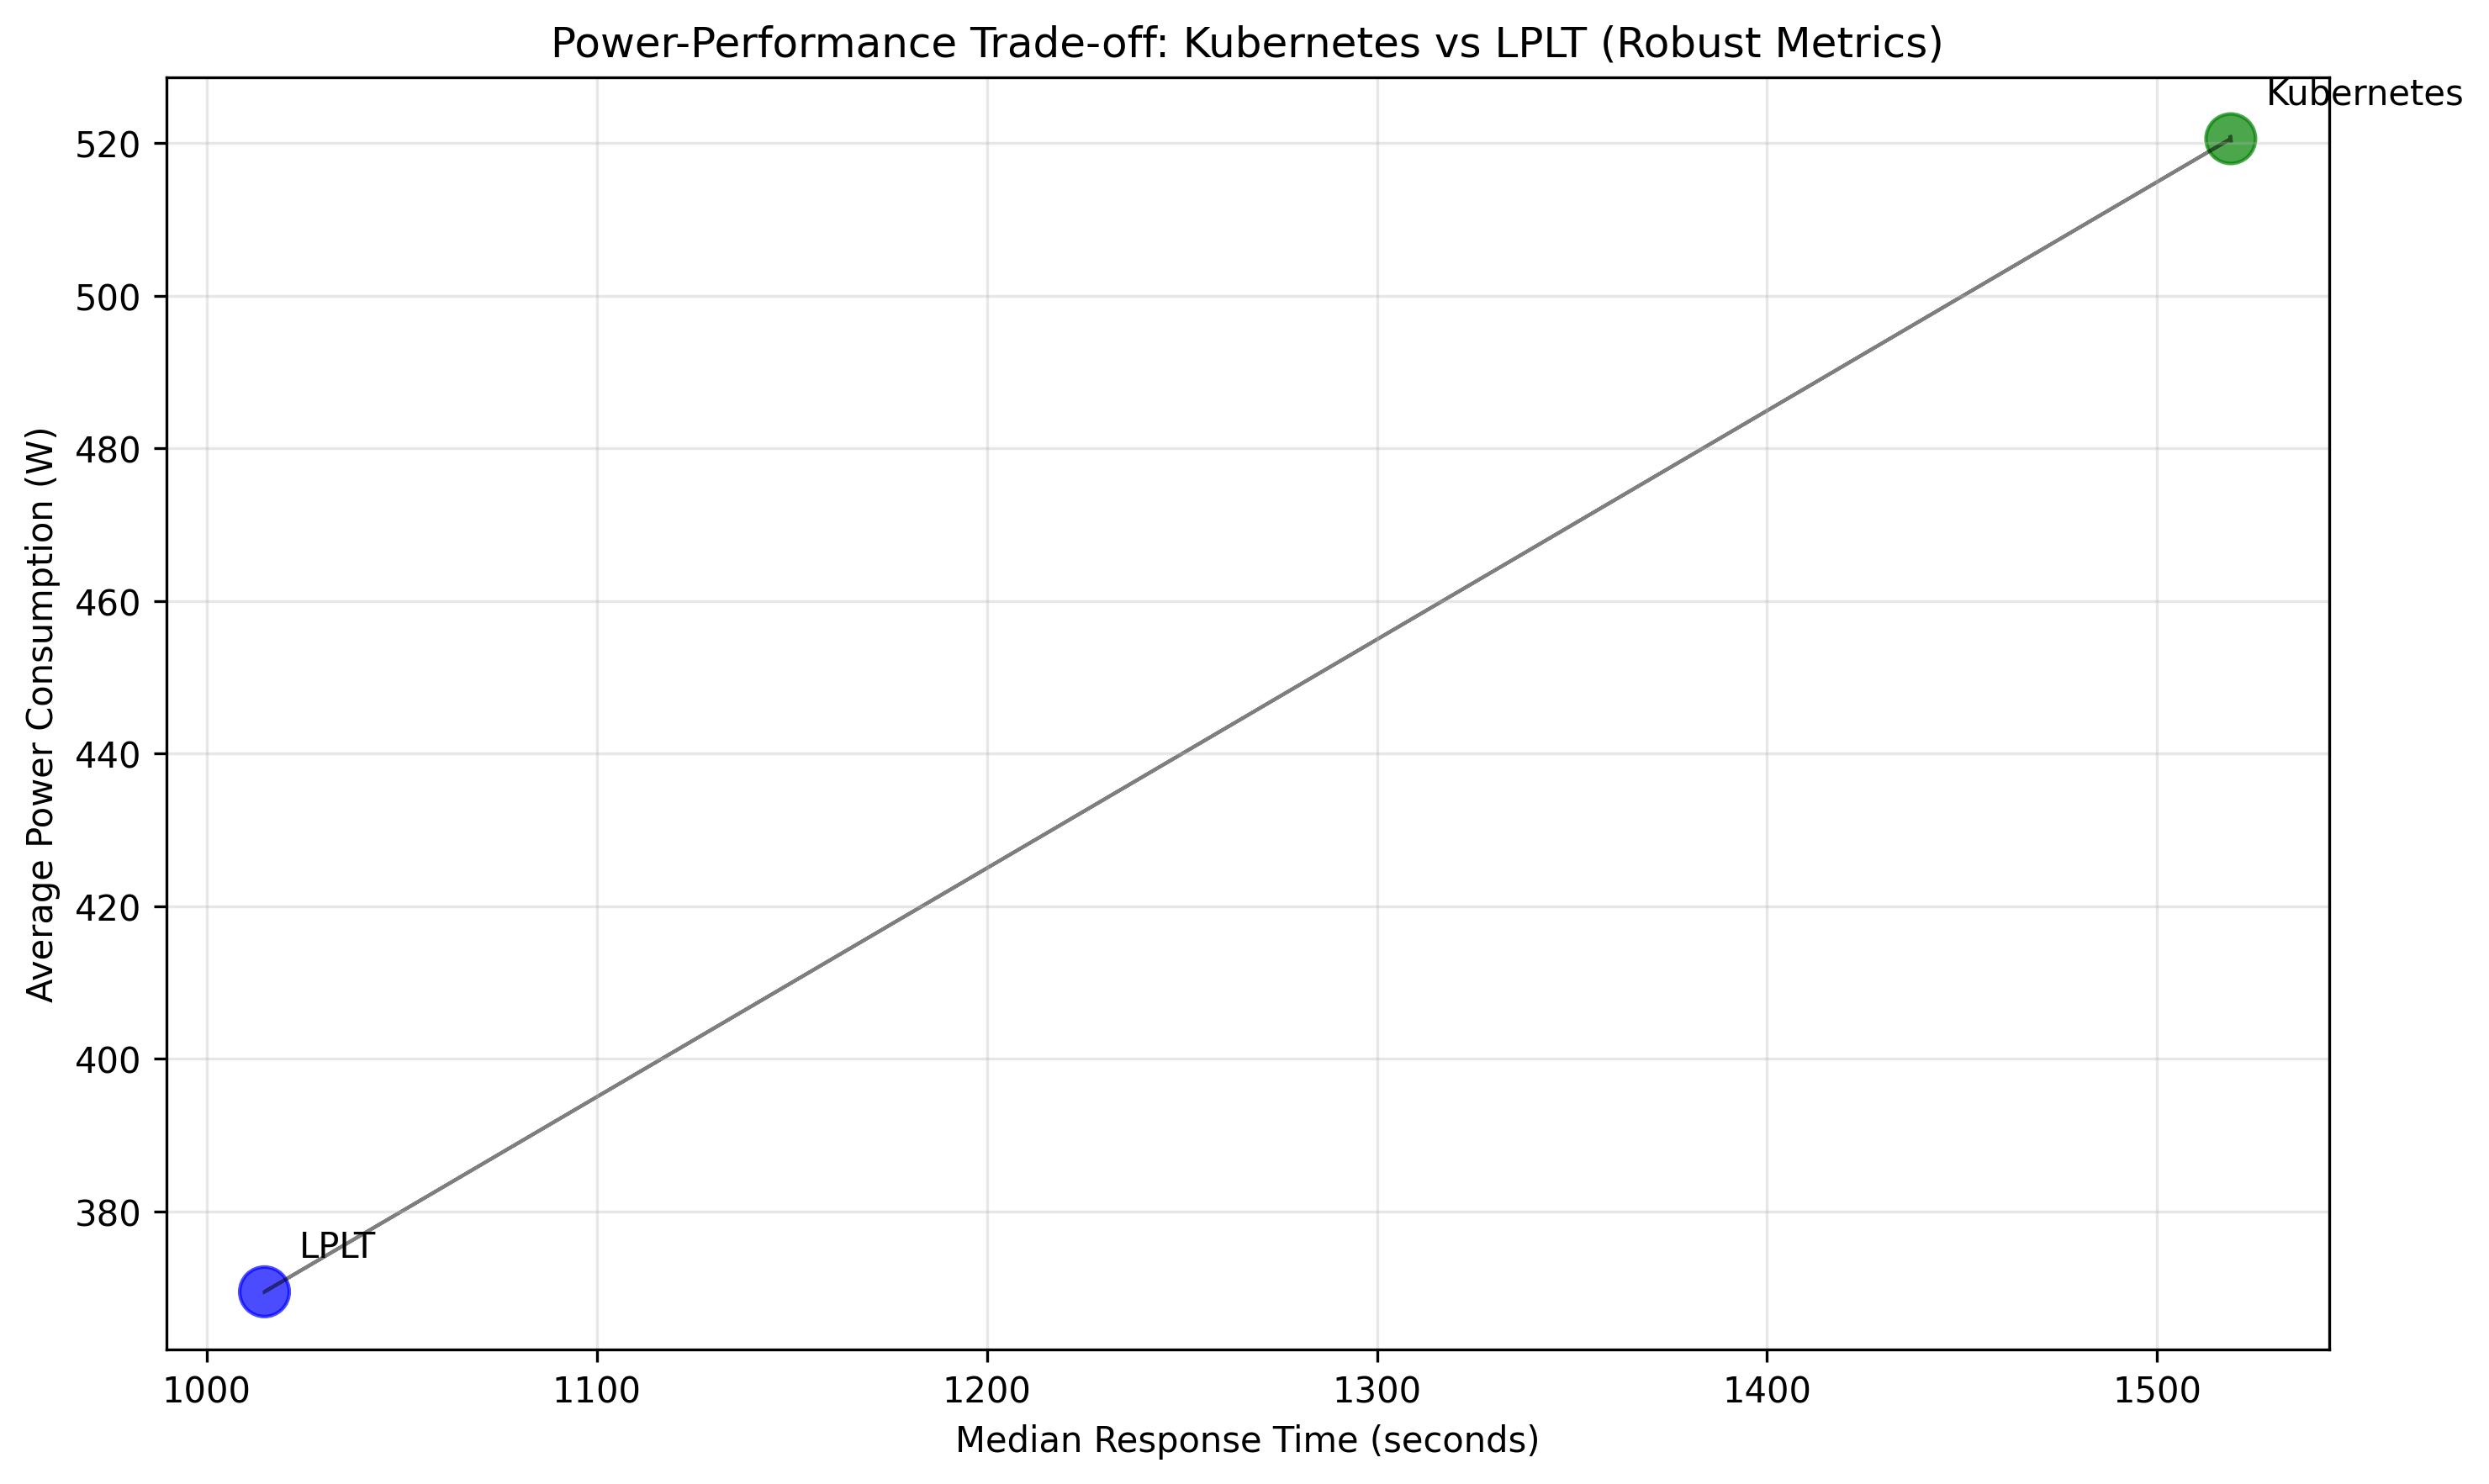 Power-Performance Trade-off: Kubernetes vs LPLT (Robust Metrics)
Kubernetes
520
500
480
460
440
420
400
380
Average Power Consumption (W)
LPLT
1000 1100 1200 1300 1400 1500
Median Response Time (seconds)